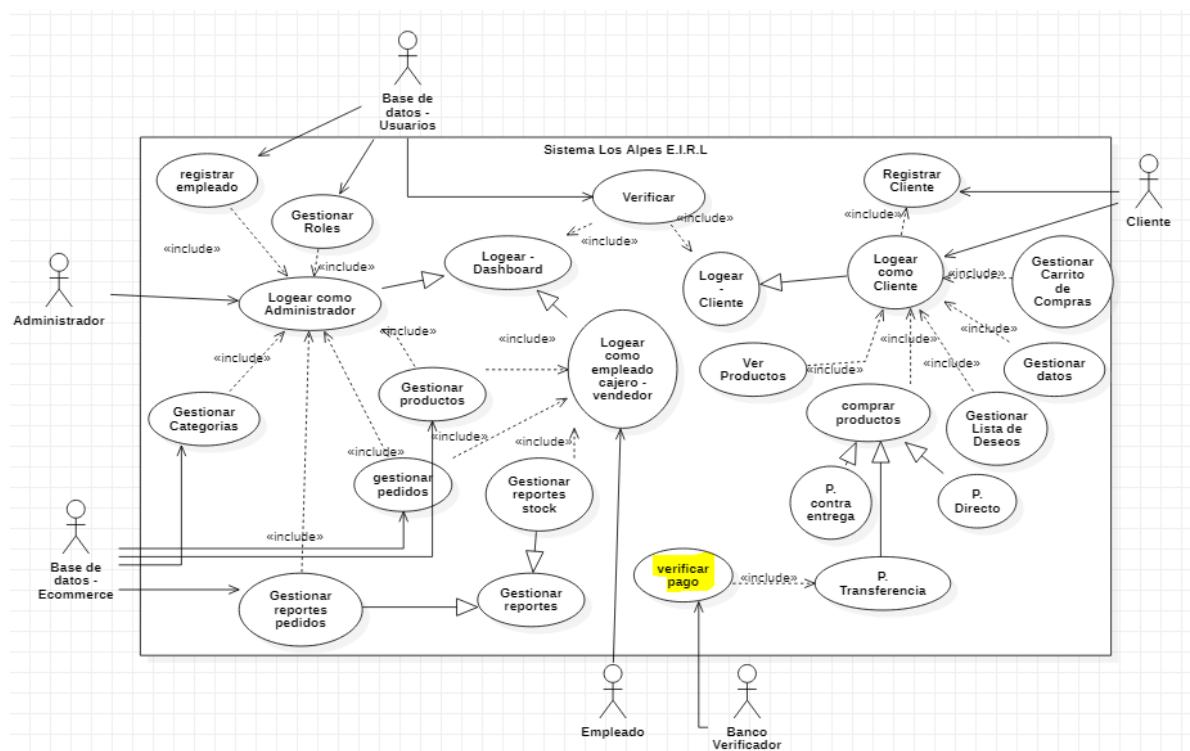 Base de
datos -
Usuarios
Sistema Los Alpes E.I.R.L
registrar
empleado
Gestionar
Roles
Verificar
Registrar
Cliente
Cliente
«include»
«include»
«include»
«include»
«include»
Logear -
Dashboard
Logear
-
Cliente
Logear
como
Cliente
«include»
Gestionar
Carrito
de
Compras
Administrador
Logear como
Administrador
«include»
«include»
«include»
«include»
«include»
«include»
Logear
como
empleado
cajero -
vendedor
Ver
Productos
«include»
«include»
Gestionar
datos
Gestionar
Categorias
Gestionar
productos
comprar
productos
Gestionar
Lista de
Deseos
«include»
«include»
«include»
gestionar
pedidos
Gestionar
reportes
stock
P.
contra
entrega
P.
Directo
Base de
datos -
Ecommerce
«include»
Gestionar
reportes
pedidos
Gestionar
reportes
verificar
pago
«include»
P.
Transferencia
Empleado
Banco
Verificador